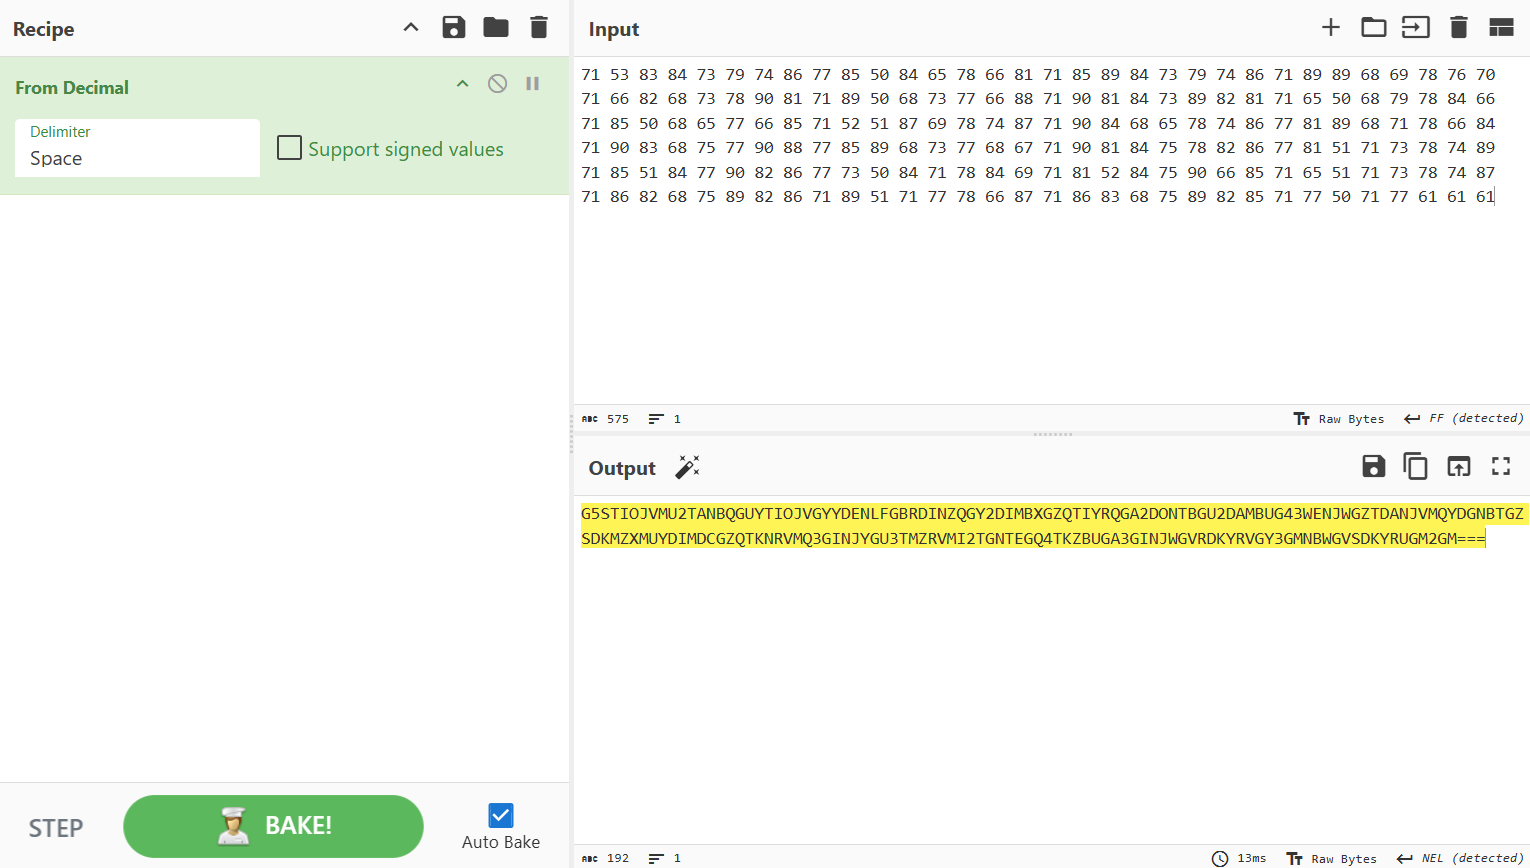 Recipe
From Decimal
Delimiter
Space
Support signed values
STEP
BAKE!
Auto Bake
Input
71 53 83 84 73 79 74 86 77 85 50 84 65 78 66 81 71 85 89 84 73 79 74 86 71 89 89 68 69 78 76 70
71 66 82 68 73 78 90 81 71 89 50 68 73 77 66 88 71 90 81 84 73 89 82 81 71 65 50 68 79 78 84 66
71 85 50 68 65 77 66 85 71 52 51 87 69 78 74 87 71 90 84 68 65 78 74 86 77 81 89 68 71 78 66 84
71 90 83 68 75 77 90 88 77 85 89 68 73 77 68 67 71 90 81 84 75 78 82 86 77 81 51 71 73 78 74 89
71 85 51 84 77 90 82 86 77 73 50 84 71 78 84 69 71 81 52 84 75 90 66 85 71 65 51 71 73 78 74 87
71 86 82 68 75 89 82 86 71 89 51 71 77 78 66 87 71 86 83 68 75 89 82 85 71 77 50 71 77 61 61 61
ABC 575 1
Raw Bytes
FF (detected)
Output
G5STIOJVMU2TANBQGUYTIOJVGYYDENLFGBRDINZQGY2DIMBXGZQTIYRQGA2DONTBGU2DAMBUG43WENJWGZTDANJVMQYDGNBTGZ
SDKMZXMUYDIMDCGZQTKNRVMQ3GINJYGU3TMZRVMI2TGNTEGQ4TKZBUGA3GINJWGVRDKYRVGY3GMNBWGVSDKYRUGM2GM===
ABC 192 1
13ms
Raw Bytes
NEL (detected)